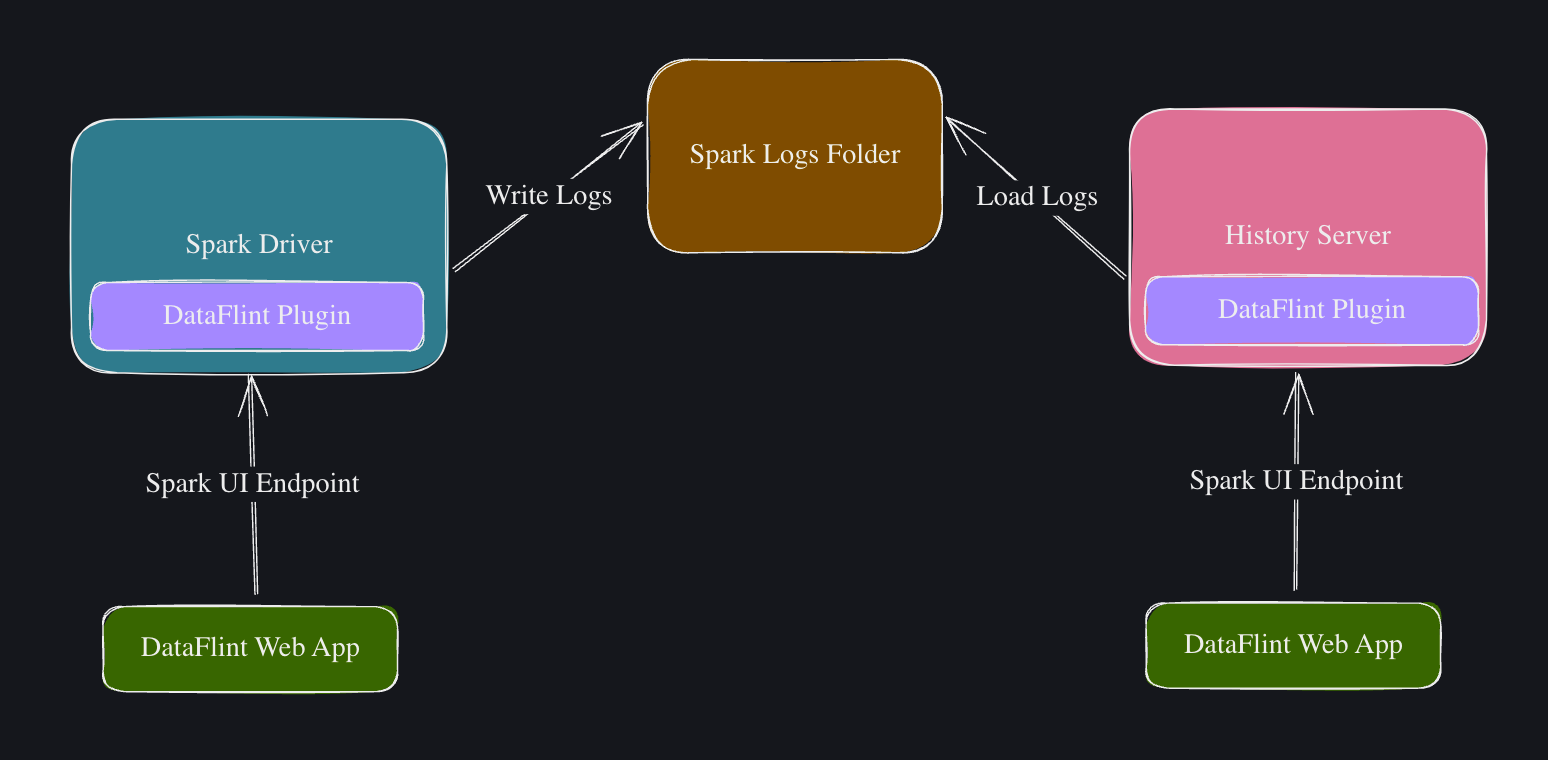 Spark Logs Folder
Write Logs
Load Logs
Spark Driver
DataFlint Plugin
History Server
DataFlint Plugin
Spark UI Endpoint
Spark UI Endpoint
DataFlint Web App
DataFlint Web App